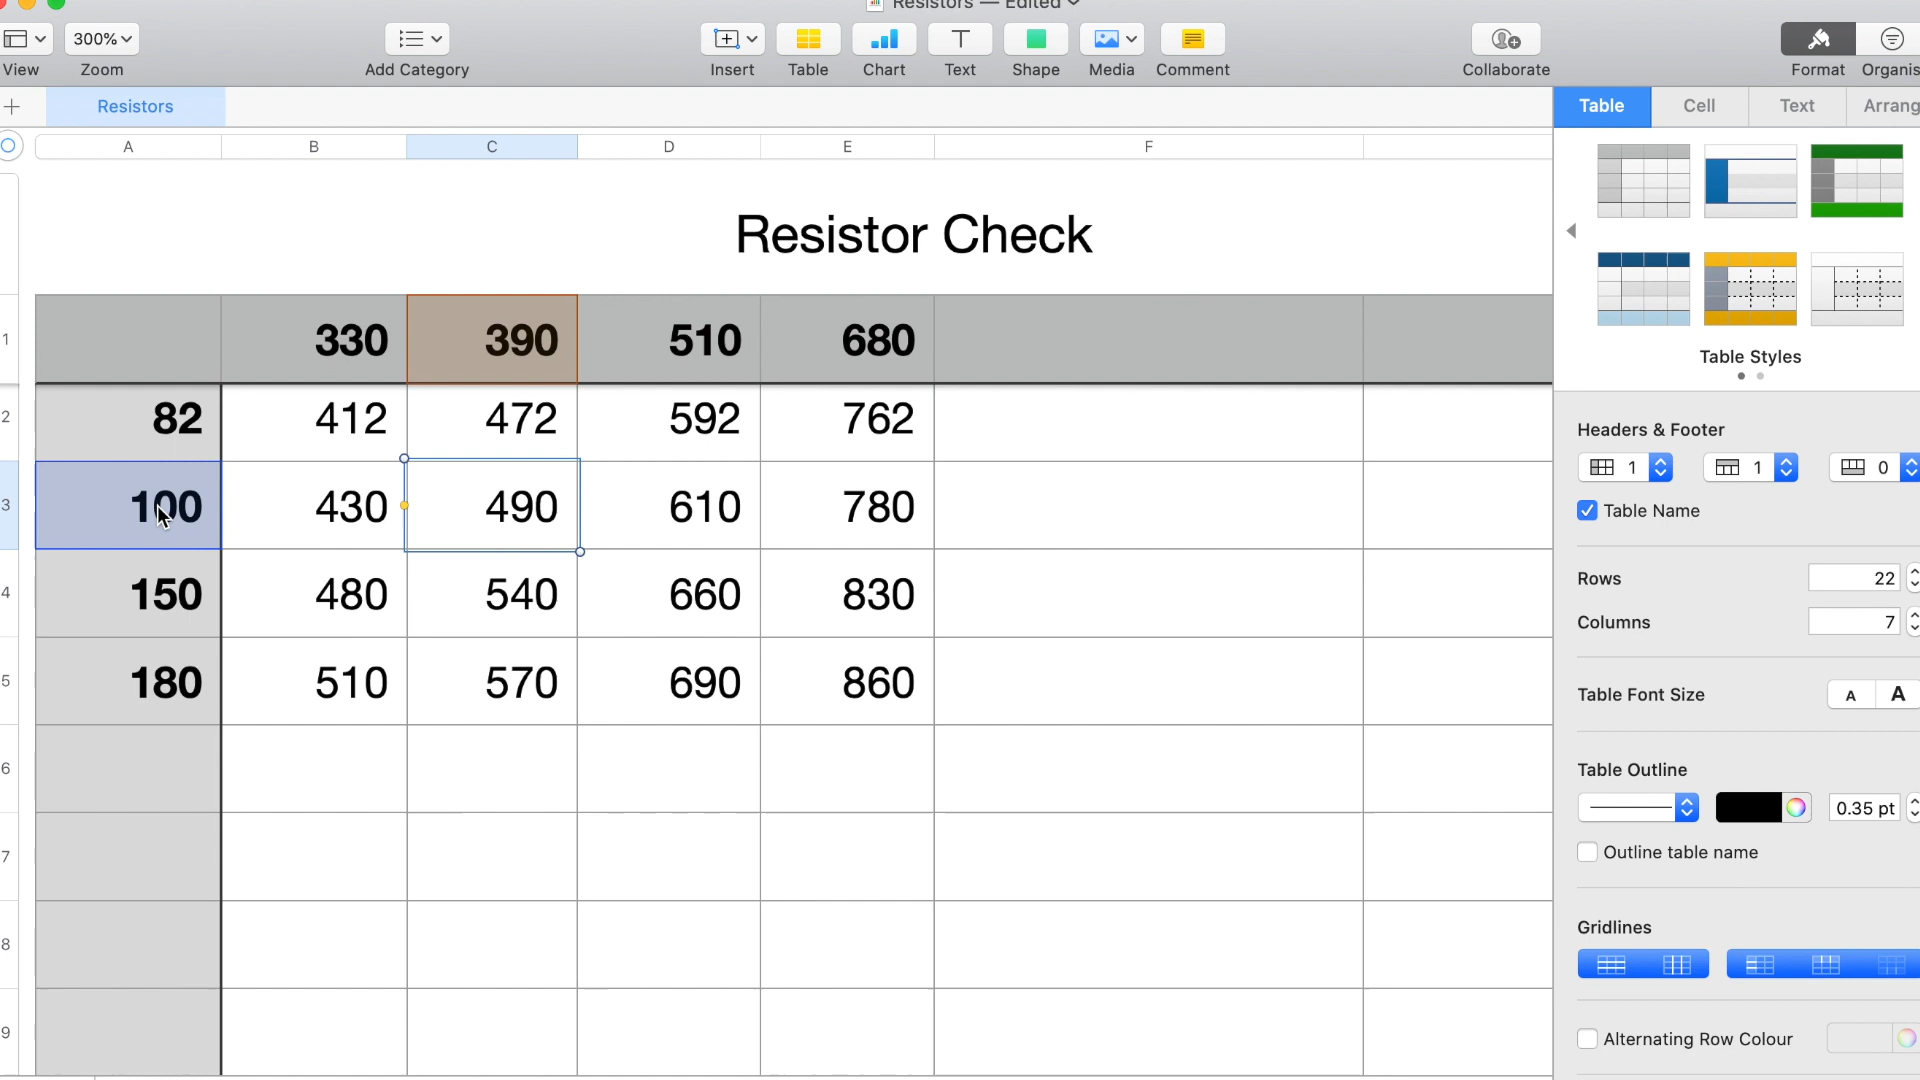 Resistors — Edited
300%
View
Zoom
Add Category
Insert
Table
Chart
Text
Shape
Media
Comment
Collaborate
Format
Organis
Resistors
Table
Cell
Text
Arrang
A B C D E F
Resistor Check
1 330 390 510 680
2 82 412 472 592 762
3 100 430 490 610 780
4 150 480 540 660 830
5 180 510 570 690 860
6
7
8
9
Table Styles
Headers & Footer
1 1 0
Table Name
Rows 22
Columns 7
Table Font Size A A
Table Outline
0.35 pt
Outline table name
Gridlines
Alternating Row Colour